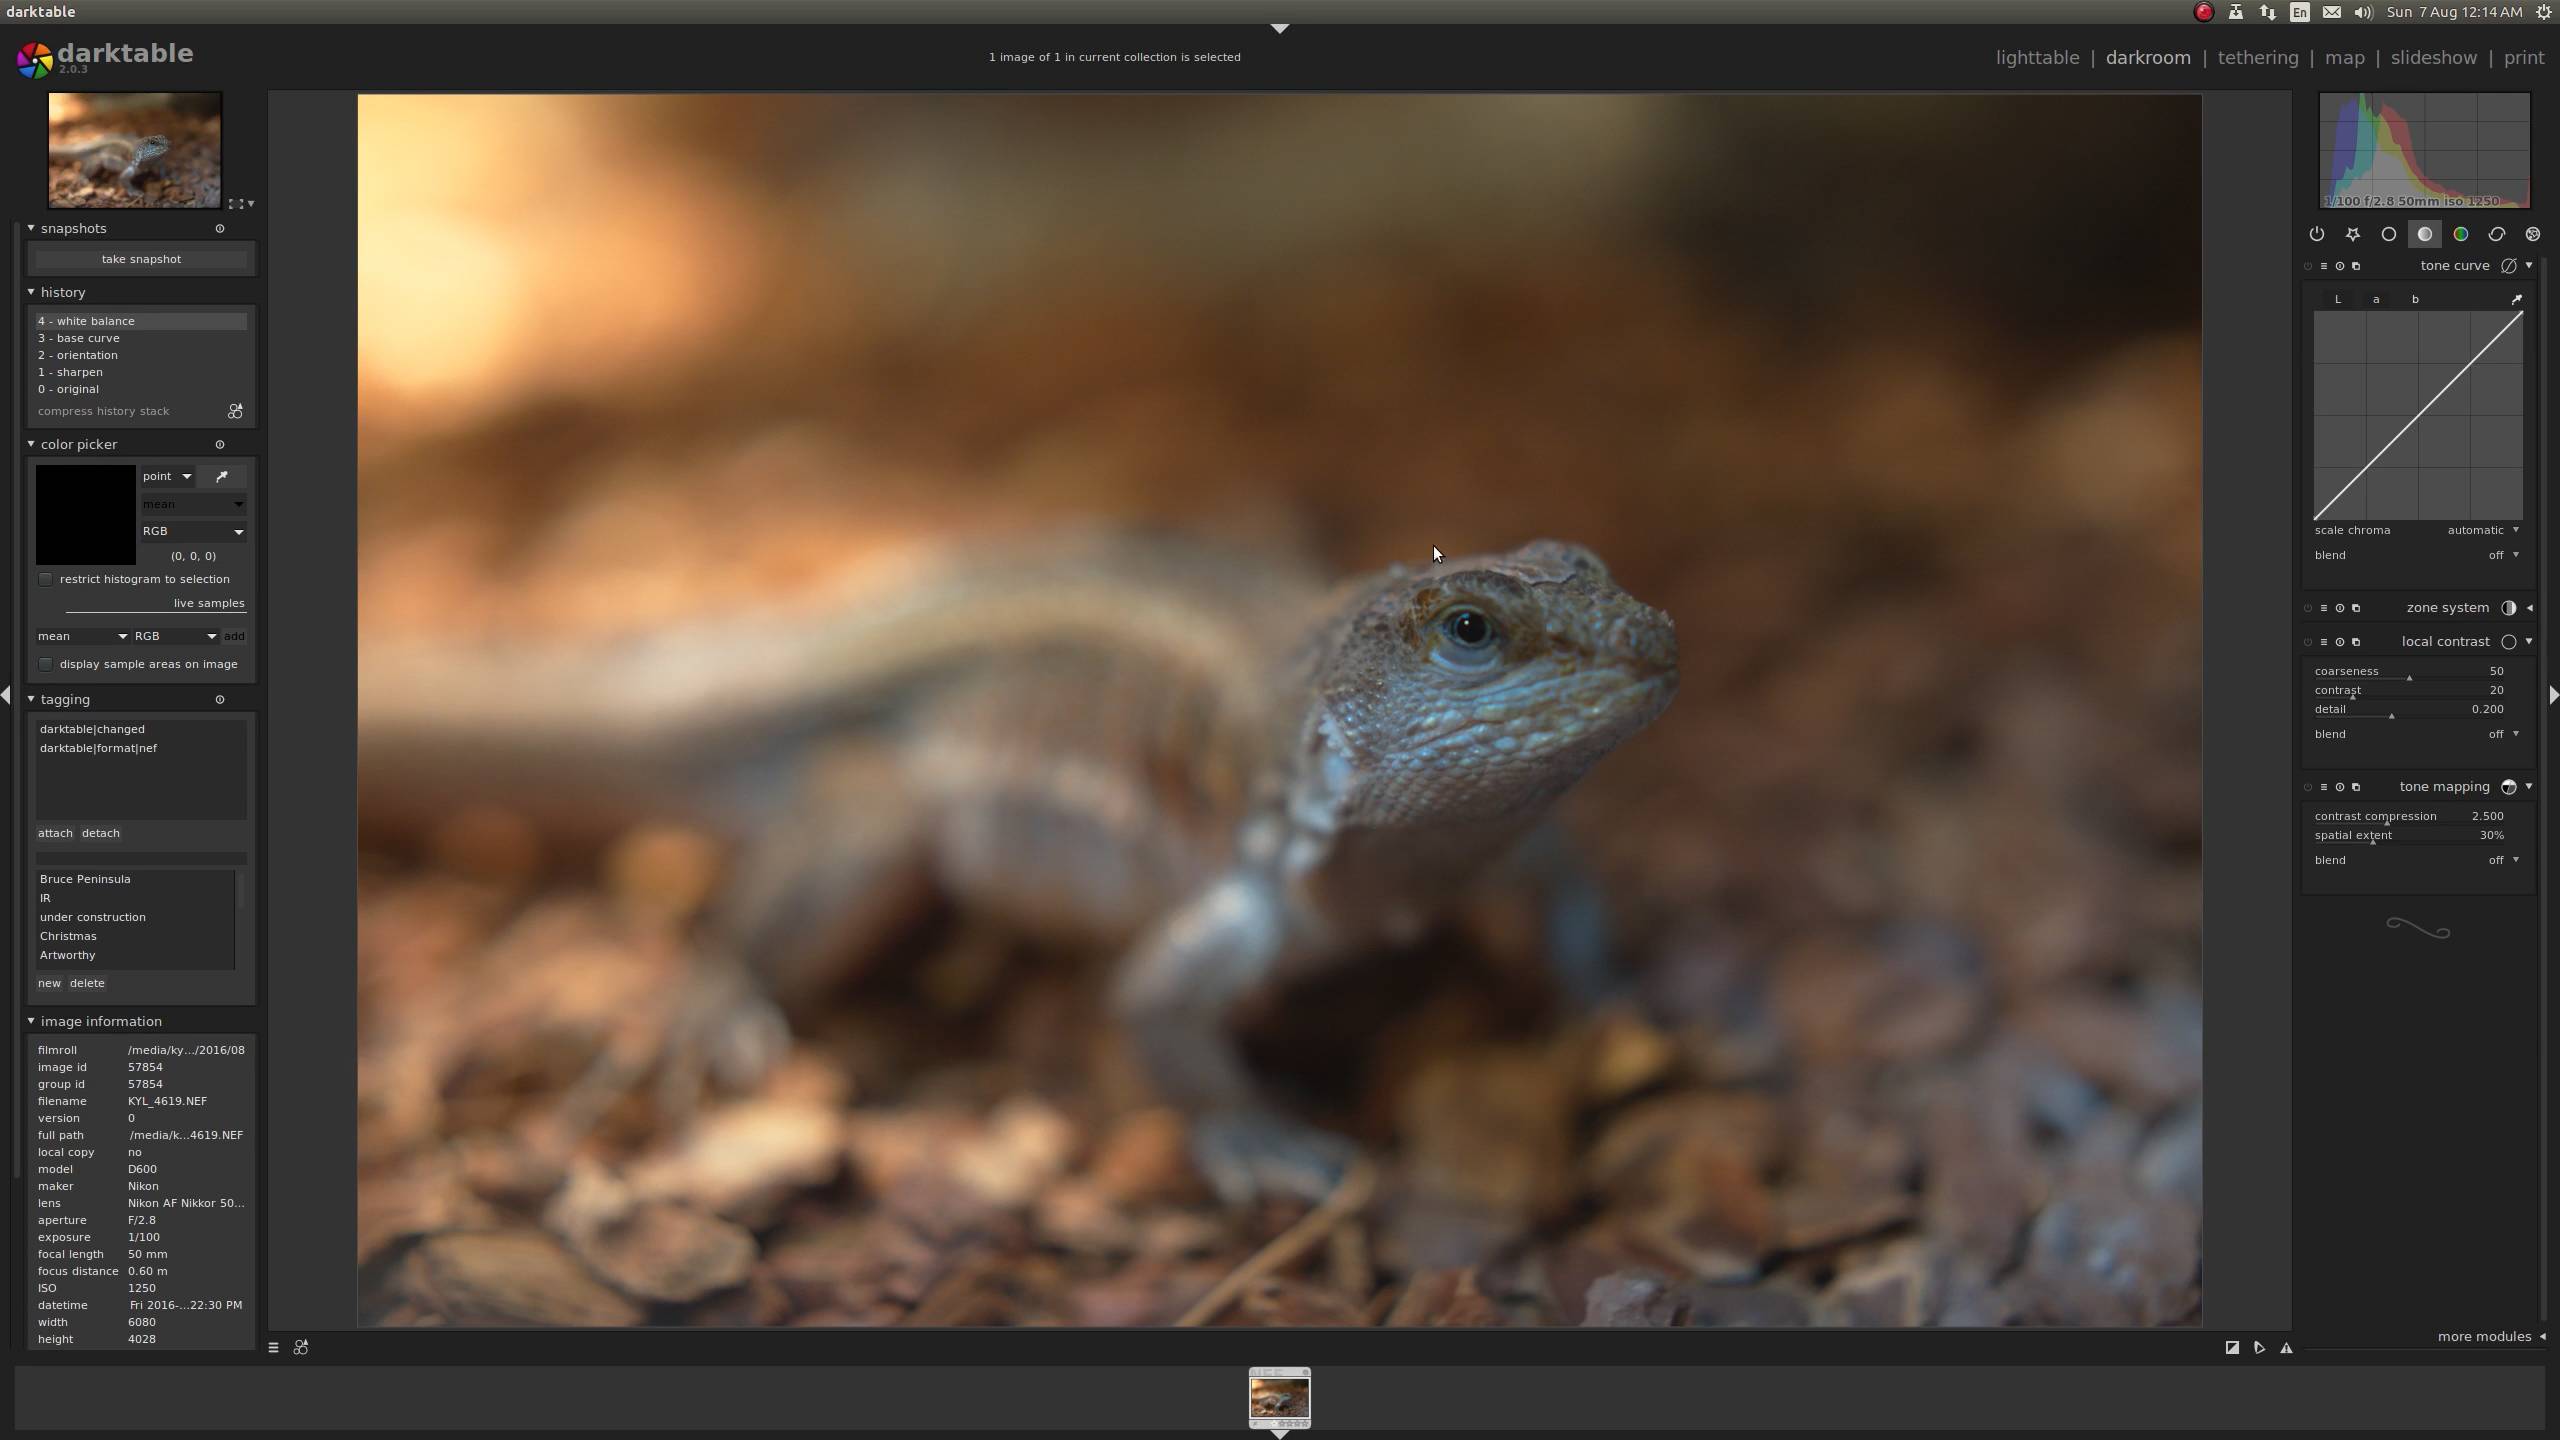 darktable
En
Sun 7 Aug 12:14 AM
darktable
2.0.3
1 image of 1 in current collection is selected
lighttable | darkroom | tethering | map | slideshow | print
1/100 f/2.8 50mm iso 1250
snapshots
take snapshot
history
4 - white balance
3 - base curve
2 - orientation
1 - sharpen
0 - original
compress history stack
color picker
point
mean
RGB
(0, 0, 0)
restrict histogram to selection
live samples
mean RGB add
display sample areas on image
tagging
darktable|changed
darktable|format|nef
attach detach
Bruce Peninsula
IR
under construction
Christmas
Artworthy
new delete
image information
filmroll /media/ky.../2016/08
image id 57854
group id 57854
filename KYL_4619.NEF
version 0
full path /media/k...4619.NEF
local copy no
model D600
maker Nikon
lens Nikon AF Nikkor 50...
aperture F/2.8
exposure 1/100
focal length 50 mm
focus distance 0.60 m
ISO 1250
datetime Fri 2016-...22:30 PM
width 6080
height 4028
tone curve
L a b
scale chroma automatic
blend off
zone system
local contrast
coarseness 50
contrast 20
detail 0.200
blend off
tone mapping
contrast compression 2.500
spatial extent 30%
blend off
more modules